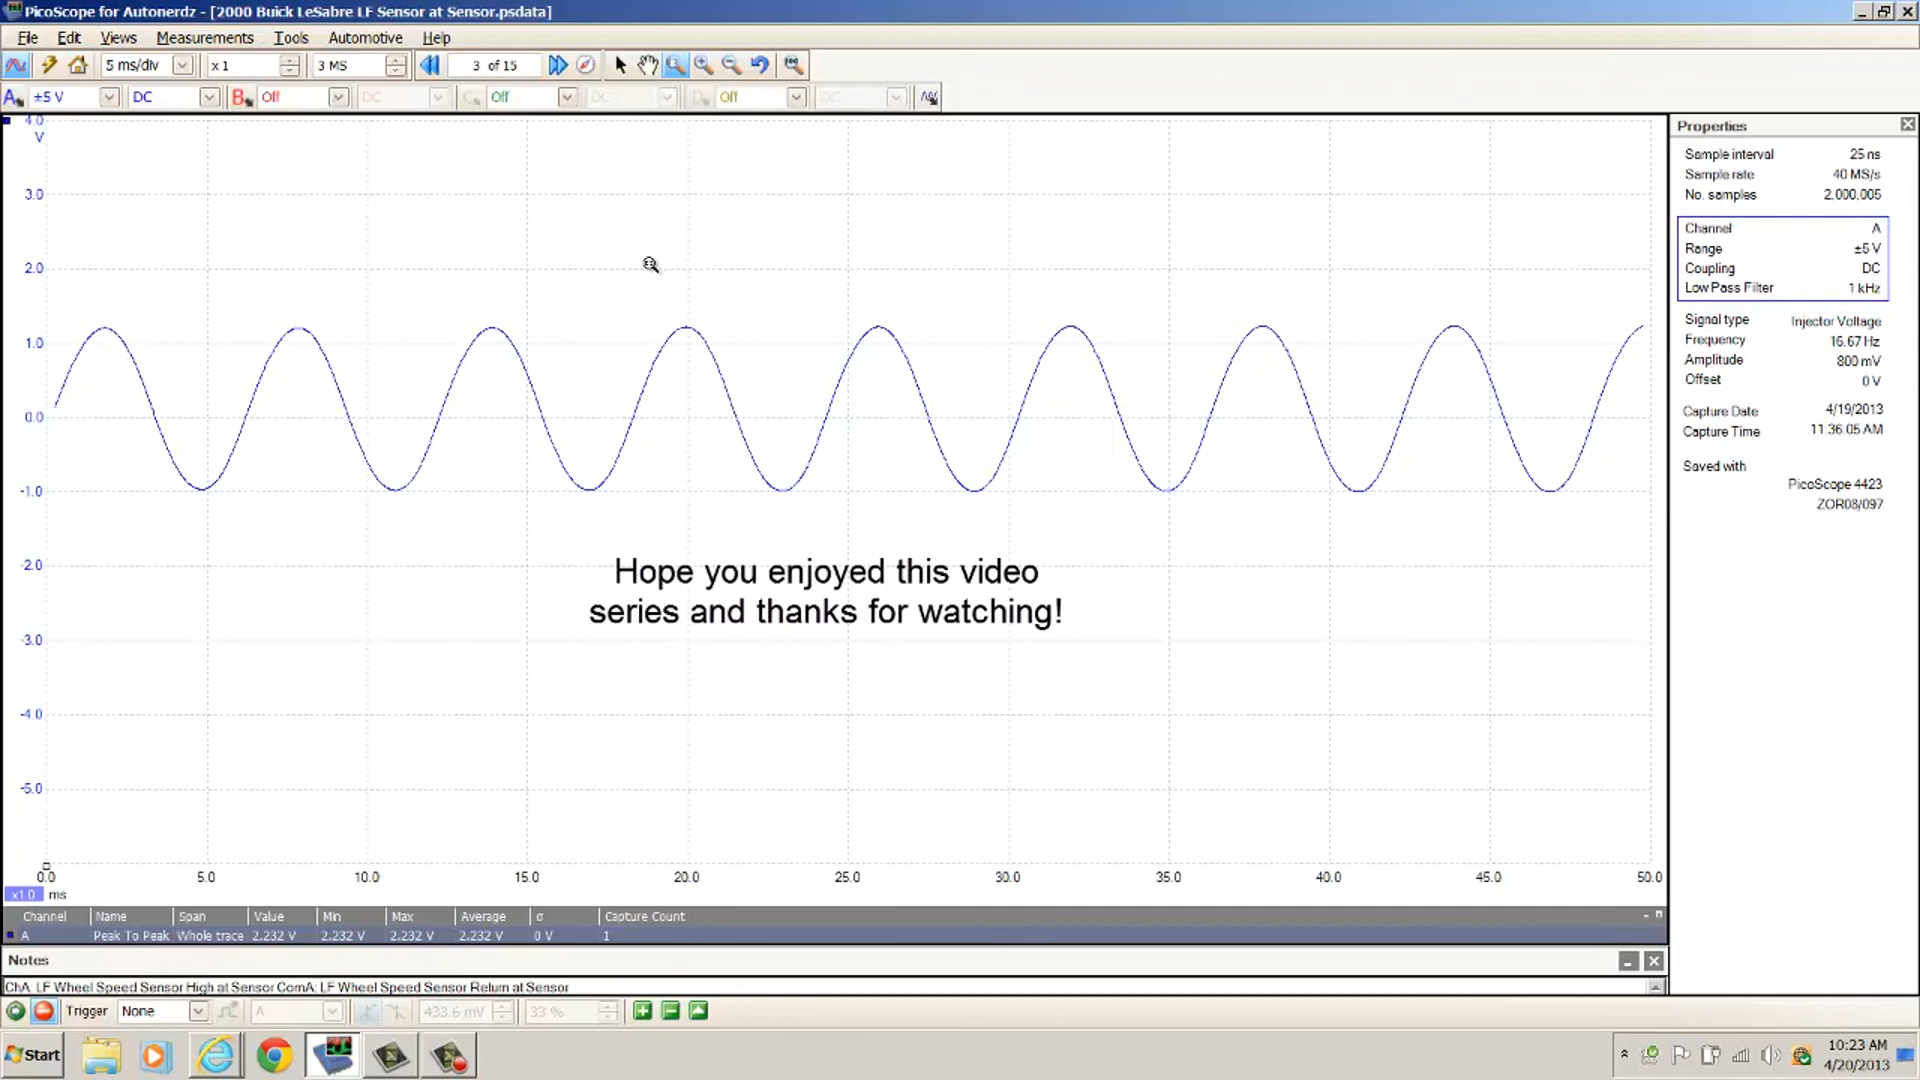 PicoScope for Autonerdz - [2000 Buick LeSabre LF Sensor at Sensor.psdata]
File Edit Views Measurements Tools Automotive Help
5 ms/div x 1 3 MS 3 of 15
A ±5 V DC B Off DC C Off DC D Off DC
4.0
V
3.0
2.0
1.0
0.0
-1.0
-2.0
-3.0
-4.0
-5.0
Hope you enjoyed this video
series and thanks for watching!
0.0 5.0 10.0 15.0 20.0 25.0 30.0 35.0 40.0 45.0 50.0
x1.0 ms
Channel Name Span Value Min Max Average σ Capture Count
A Peak To Peak Whole trace 2.232 V 2.232 V 2.232 V 2.232 V 0 V 1
Notes
ChA: LF Wheel Speed Sensor High at Sensor ComA: LF Wheel Speed Sensor Return at Sensor
Trigger None A 433.6 mV 33 %
Properties
Sample interval 25 ns
Sample rate 40 MS/s
No. samples 2,000,005
Channel A
Range ±5 V
Coupling DC
Low Pass Filter 1 kHz
Signal type Injector Voltage
Frequency 16.67 Hz
Amplitude 800 mV
Offset 0 V
Capture Date 4/19/2013
Capture Time 11:36:05 AM
Saved with
PicoScope 4423
ZOR08/097
Start
10:23 AM
4/20/2013